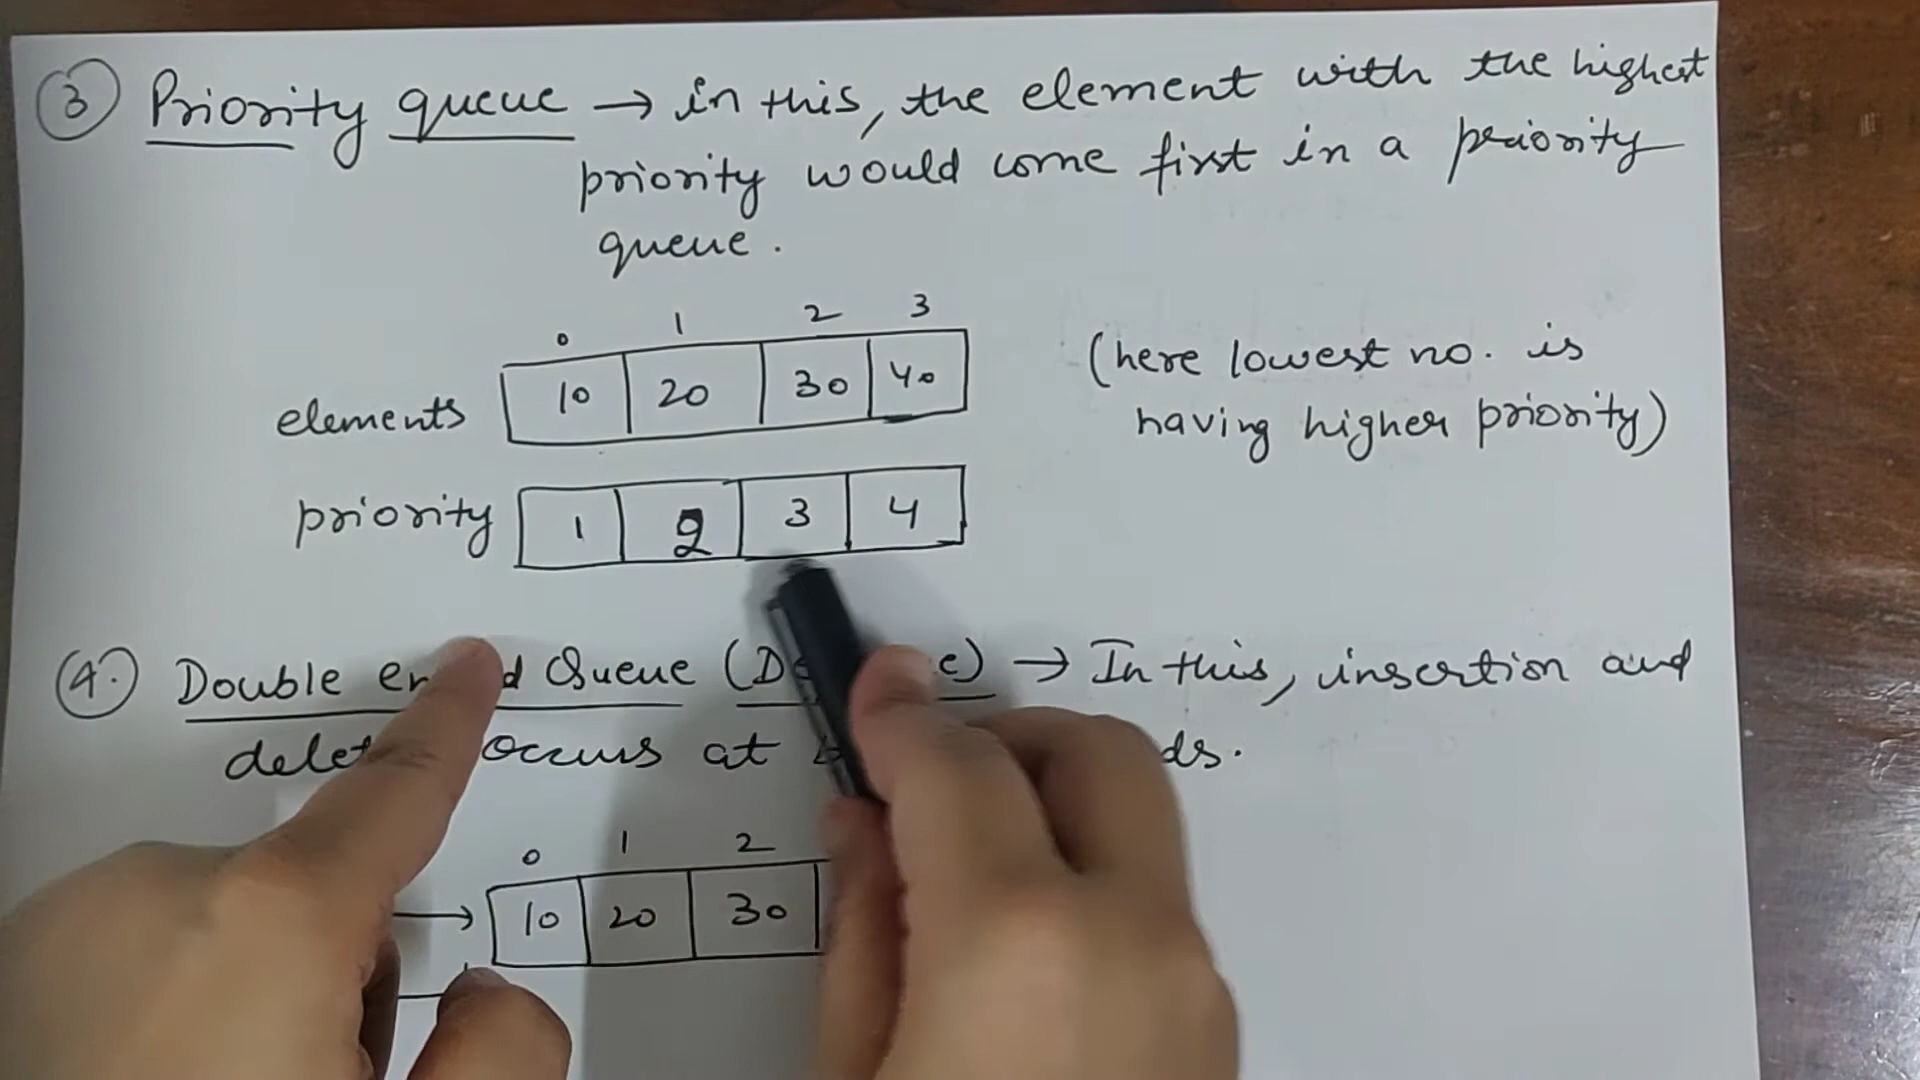 3 Priority queue → in this, the element with the highest
priority would come first in a priority
queue.
0 1 2 3
elements 10 20 30 40
(here lowest no. is
having higher priority)
priority 1 2 3 4
4. Double Queue → In this, insertion and
occurs at
0 1 2
→ 10 20 30